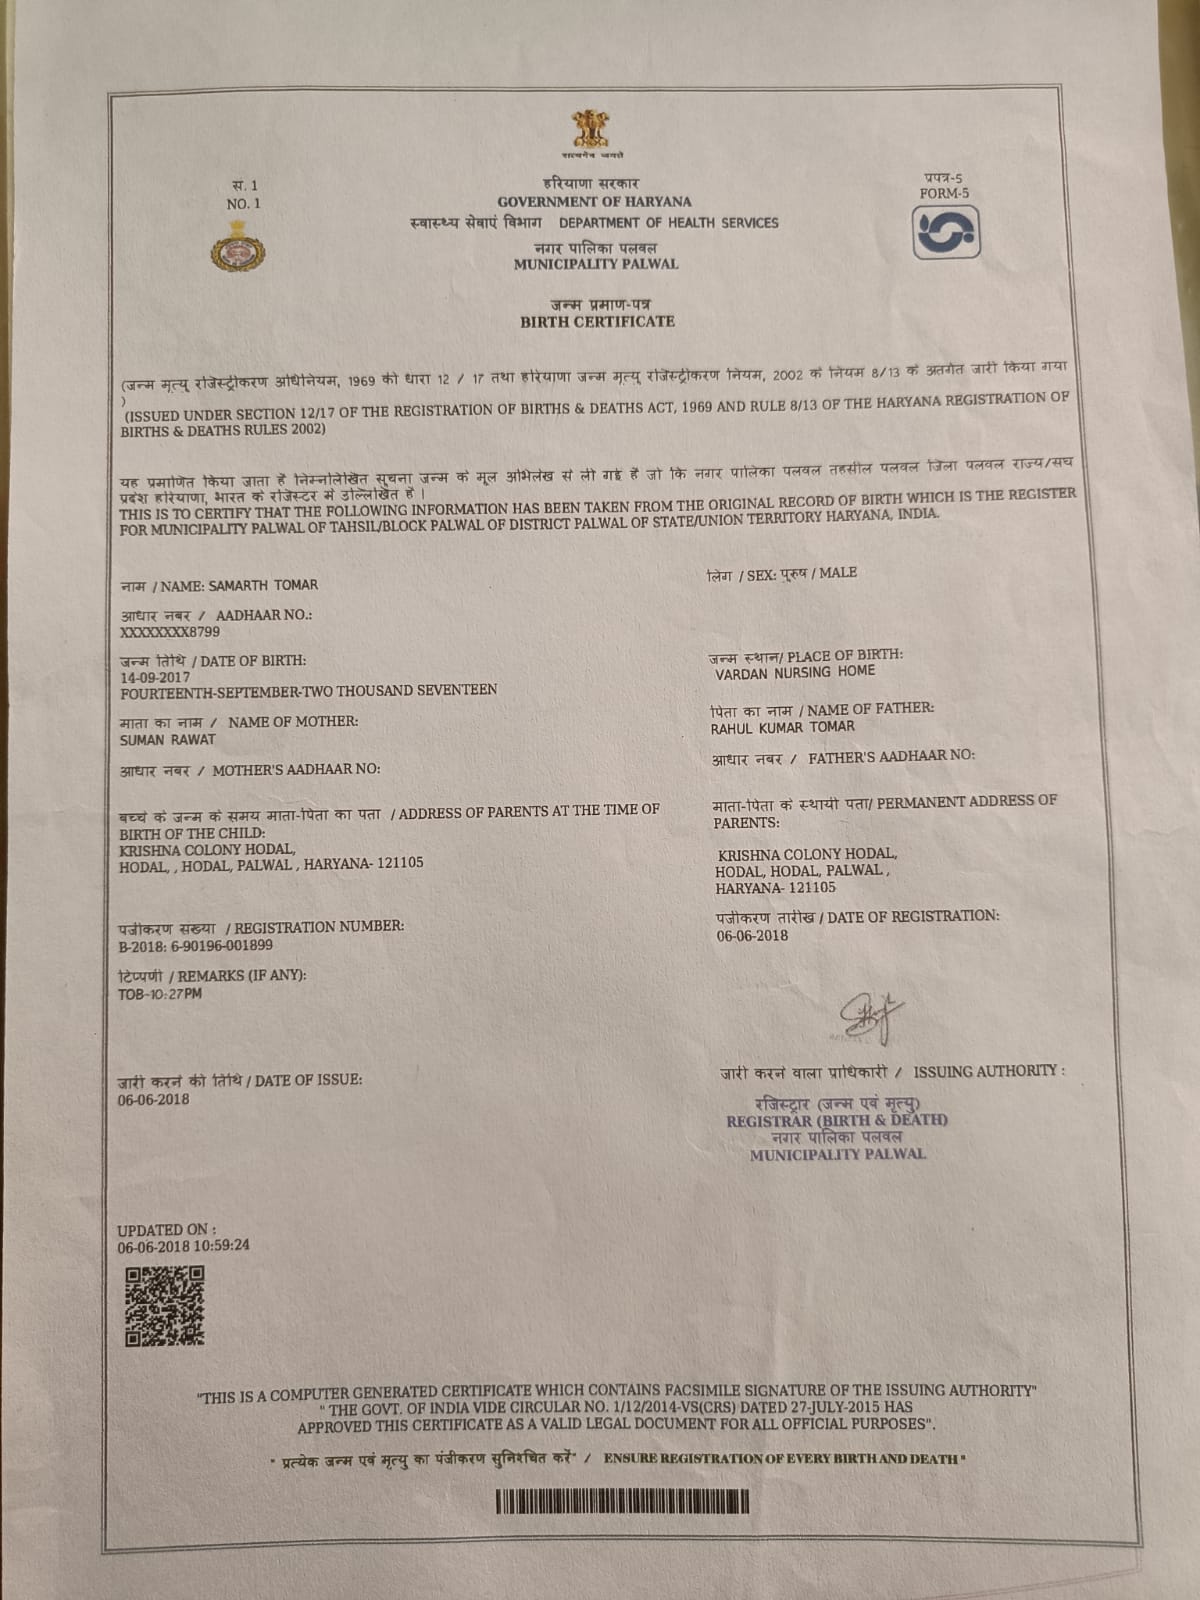 सत्यमेव जयते
सं. 1
NO. 1
हरियाणा सरकार
GOVERNMENT OF HARYANA
स्वास्थ्य सेवाएं विभाग DEPARTMENT OF HEALTH SERVICES
नगर पालिका पलवल
MUNICIPALITY PALWAL
प्रपत्र-5
FORM-5
जन्म प्रमाण-पत्र
BIRTH CERTIFICATE
(जन्म मृत्यु रजिस्ट्रीकरण अधिनियम, 1969 की धारा 12 / 17 तथा हरियाणा जन्म मृत्यु रजिस्ट्रीकरण नियम, 2002 के नियम 8/13 के अंतर्गत जारी किया गया
)
(ISSUED UNDER SECTION 12/17 OF THE REGISTRATION OF BIRTHS & DEATHS ACT, 1969 AND RULE 8/13 OF THE HARYANA REGISTRATION OF
BIRTHS & DEATHS RULES 2002)
यह प्रमाणित किया जाता है निम्नलिखित सूचना जन्म के मूल अभिलेख से ली गई है जो कि नगर पालिका पलवल तहसील पलवल जिला पलवल राज्य/संघ
प्रदेश हरियाणा, भारत के रजिस्टर में उल्लिखित है |
THIS IS TO CERTIFY THAT THE FOLLOWING INFORMATION HAS BEEN TAKEN FROM THE ORIGINAL RECORD OF BIRTH WHICH IS THE REGISTER
FOR MUNICIPALITY PALWAL OF TAHSIL/BLOCK PALWAL OF DISTRICT PALWAL OF STATE/UNION TERRITORY HARYANA, INDIA.
नाम / NAME: SAMARTH TOMAR
लिंग / SEX: पुरुष / MALE
आधार नंबर / AADHAAR NO.:
XXXXXXXX8799
जन्म तिथि / DATE OF BIRTH:
14-09-2017
FOURTEENTH-SEPTEMBER-TWO THOUSAND SEVENTEEN
जन्म स्थान/ PLACE OF BIRTH:
VARDAN NURSING HOME
माता का नाम / NAME OF MOTHER:
SUMAN RAWAT
पिता का नाम / NAME OF FATHER:
RAHUL KUMAR TOMAR
आधार नंबर / MOTHER'S AADHAAR NO:
आधार नंबर / FATHER'S AADHAAR NO:
बच्चे के जन्म के समय माता-पिता का पता / ADDRESS OF PARENTS AT THE TIME OF
BIRTH OF THE CHILD:
KRISHNA COLONY HODAL,
HODAL, , HODAL, PALWAL , HARYANA- 121105
माता-पिता के स्थायी पता/ PERMANENT ADDRESS OF
PARENTS:
KRISHNA COLONY HODAL,
HODAL, HODAL, PALWAL ,
HARYANA- 121105
पंजीकरण संख्या / REGISTRATION NUMBER:
B-2018: 6-90196-001899
पंजीकरण तारीख / DATE OF REGISTRATION:
06-06-2018
टिप्पणी / REMARKS (IF ANY):
TOB-10:27PM
जारी करने की तिथि / DATE OF ISSUE:
06-06-2018
जारी करने वाला प्राधिकारी / ISSUING AUTHORITY :
रजिस्ट्रार (जन्म एवं मृत्यु)
REGISTRAR (BIRTH & DEATH)
नगर पालिका पलवल
MUNICIPALITY PALWAL
UPDATED ON :
06-06-2018 10:59:24
"THIS IS A COMPUTER GENERATED CERTIFICATE WHICH CONTAINS FACSIMILE SIGNATURE OF THE ISSUING AUTHORITY"
" THE GOVT. OF INDIA VIDE CIRCULAR NO. 1/12/2014-VS(CRS) DATED 27-JULY-2015 HAS
APPROVED THIS CERTIFICATE AS A VALID LEGAL DOCUMENT FOR ALL OFFICIAL PURPOSES".
" प्रत्येक जन्म एवं मृत्यु का पंजीकरण सुनिश्चित करें" / ENSURE REGISTRATION OF EVERY BIRTH AND DEATH "